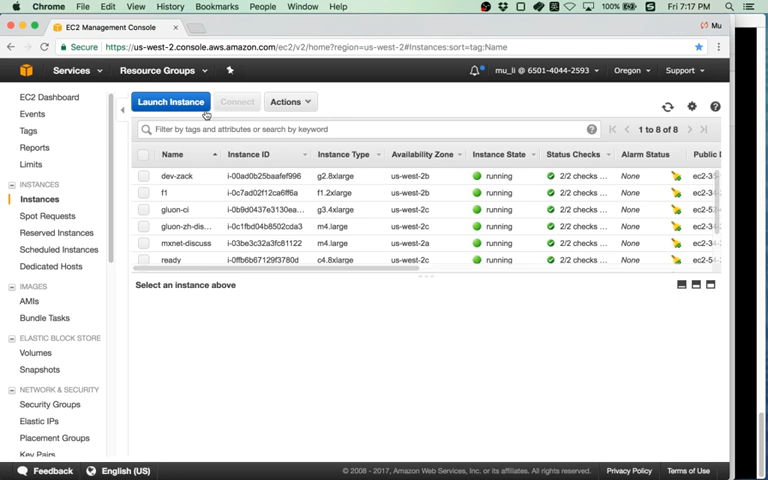 Chrome File Edit View History Bookmarks People Window Help 100% Fri 7:17 PM
EC2 Management Console Mu
Secure https://us-west-2.console.aws.amazon.com/ec2/v2/home?region=us-west-2#Instances:sort=tag:Name
Services Resource Groups mu_li @ 6501-4044-2593 Oregon Support
EC2 Dashboard
Events
Tags
Reports
Limits
INSTANCES
Instances
Spot Requests
Reserved Instances
Scheduled Instances
Dedicated Hosts
IMAGES
AMIs
Bundle Tasks
ELASTIC BLOCK STORE
Volumes
Snapshots
NETWORK & SECURITY
Security Groups
Elastic IPs
Placement Groups
Key Pairs
Launch Instance Connect Actions
Filter by tags and attributes or search by keyword 1 to 8 of 8
Name Instance ID Instance Type Availability Zone Instance State Status Checks Alarm Status Public D
dev-zack i-00ad0b25baafef996 g2.8xlarge us-west-2b running 2/2 checks ... None
f1 i-0c7ad02f12ca6ff6a f1.2xlarge us-west-2b running 2/2 checks ... None
gluon-ci i-0b9d0437e3130ea... g3.4xlarge us-west-2c running 2/2 checks ... None
gluon-zh-dis... i-0c1fbd04b8502cda3 m4.large us-west-2c running 2/2 checks ... None
mxnet-discuss i-03be3c32a3fc81122 m4.large us-west-2a running 2/2 checks ... None
ready i-0ffb6b67129f3780d c4.8xlarge us-west-2c running 2/2 checks ... None
Select an instance above
Feedback English (US) © 2008 - 2017, Amazon Web Services, Inc. or its affiliates. All rights reserved. Privacy Policy Terms of Use